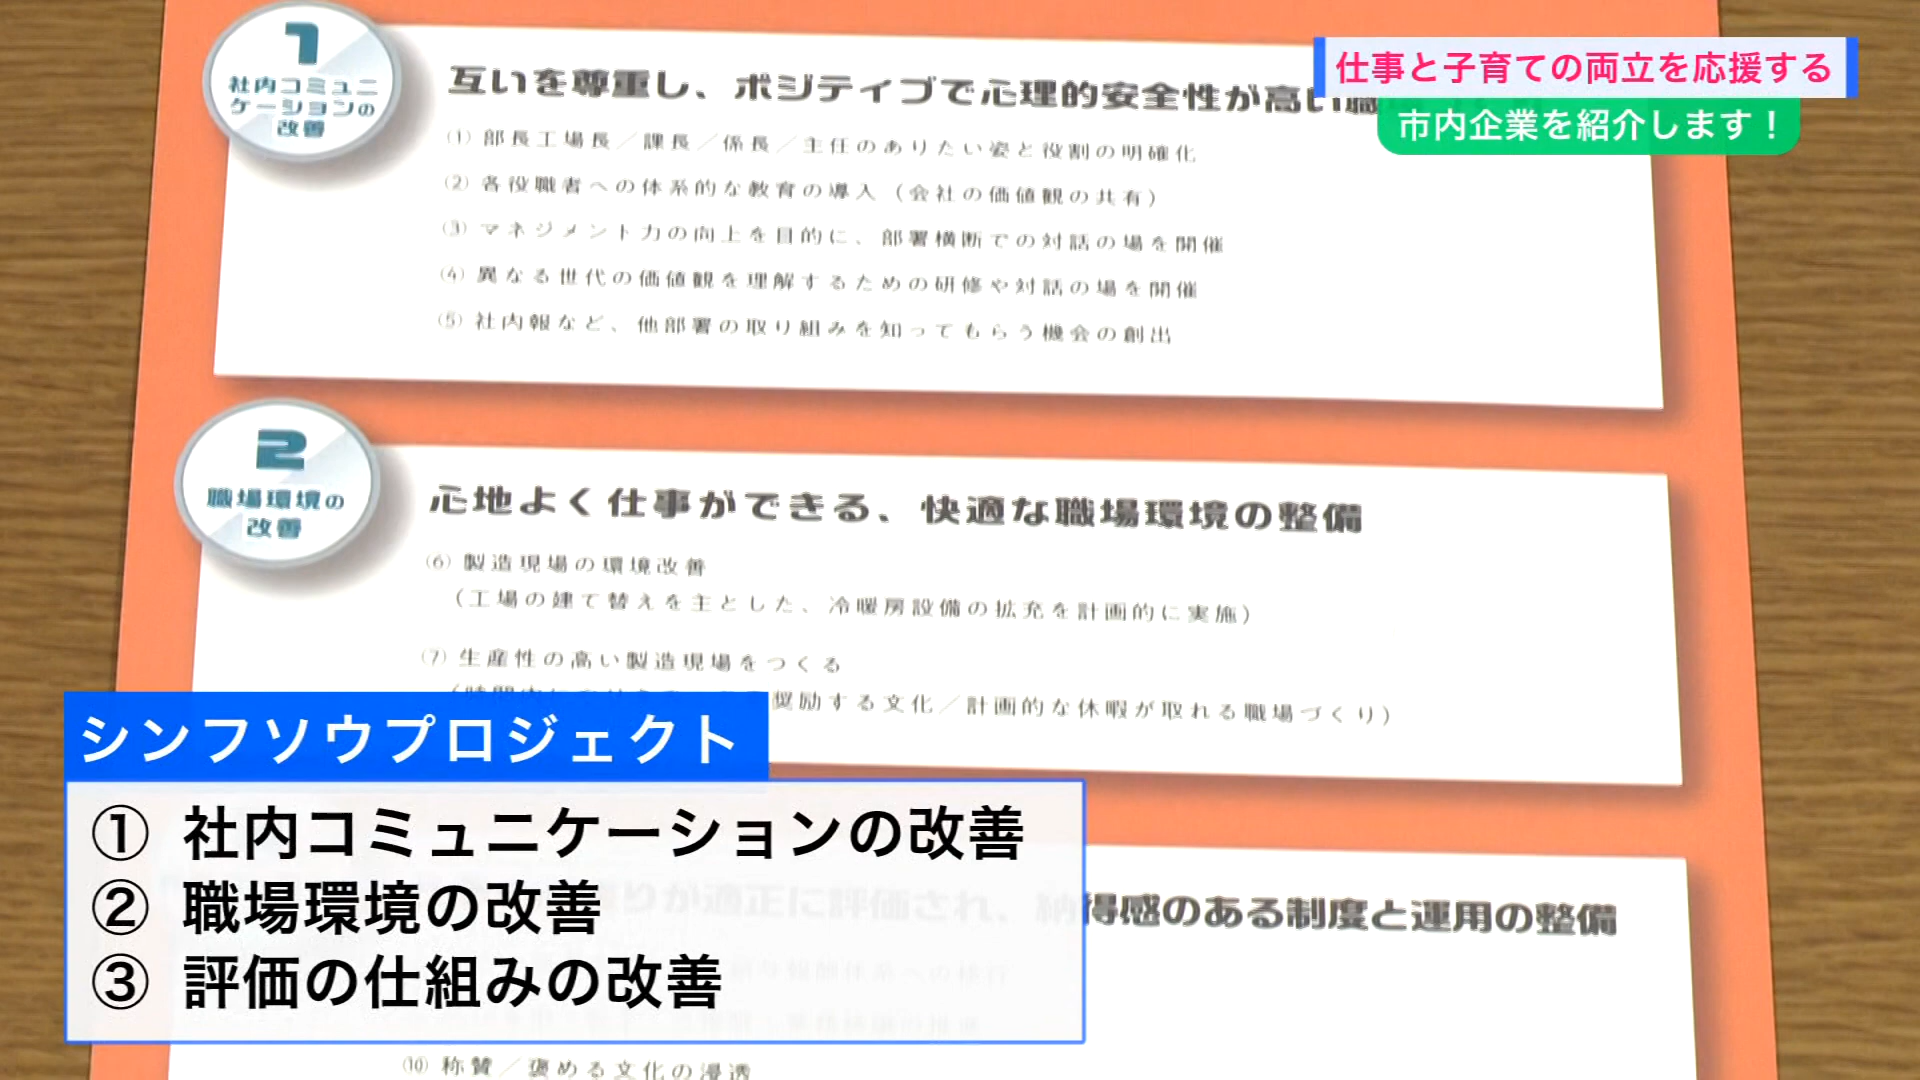 仕事と子育ての両立を応援する
市内企業を紹介します！
1
社内コミュニ
ケーションの
改善
互いを尊重し、ポジティブで心理的安全性が高い職
(1) 部長工場長／課長／係長／主任のありたい姿と役割の明確化
(2) 各役職者への体系的な教育の導入（会社の価値観の共有）
(3) マネジメント力の向上を目的に、部署横断での対話の場を開催
(4) 異なる世代の価値観を理解するための研修や対話の場を開催
(5) 社内報など、他部署の取り組みを知ってもらう機会の創出
2
職場環境の
改善
心地よく仕事ができる、快適な職場環境の整備
(6) 製造現場の環境改善
（工場の建て替えを主とした、冷暖房設備の拡充を計画的に実施）
(7) 生産性の高い製造現場をつくる
奨励する文化／計画的な休暇が取れる職場づくり）
シンフソウプロジェクト
① 社内コミュニケーションの改善
② 職場環境の改善
③ 評価の仕組みの改善
りが適正に評価され、納得感のある制度と運用の整備
(10) 称賛／褒める文化の浸透